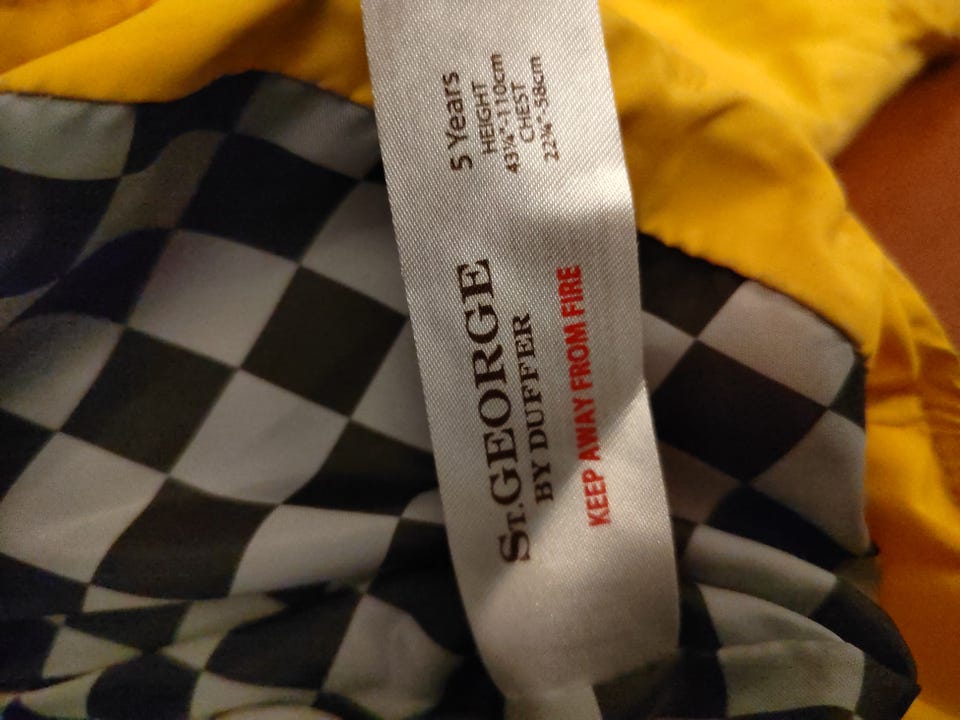 St.GEORGE
BY DUFFER
KEEP AWAY FROM FIRE
5 Years
HEIGHT
43¼"-110cm
CHEST
22¾"-58cm